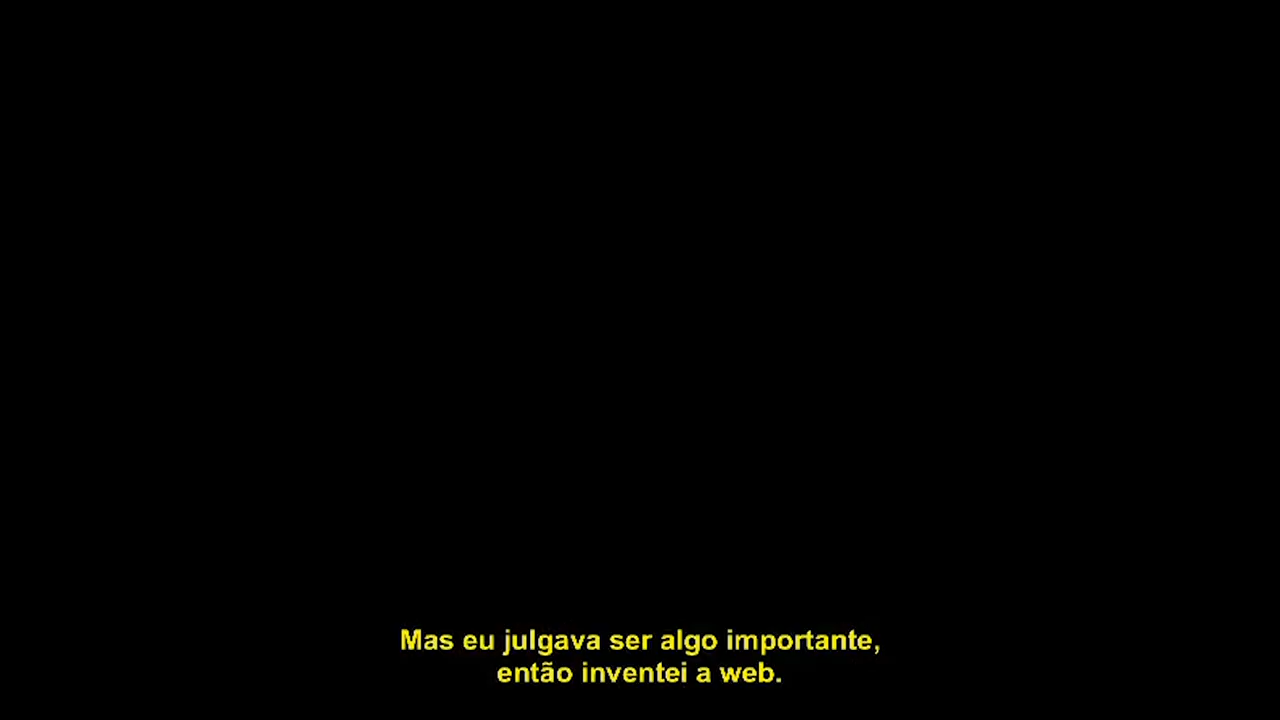 Mas eu julgava ser algo importante,
então inventei a web.